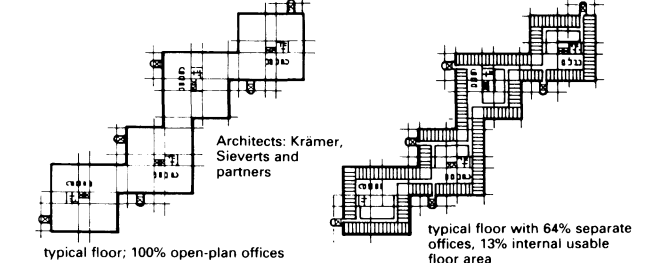 Architects: Krämer,
Sieverts and
partners
typical floor; 100% open-plan offices
typical floor with 64% separate
offices, 13% internal usable
floor area